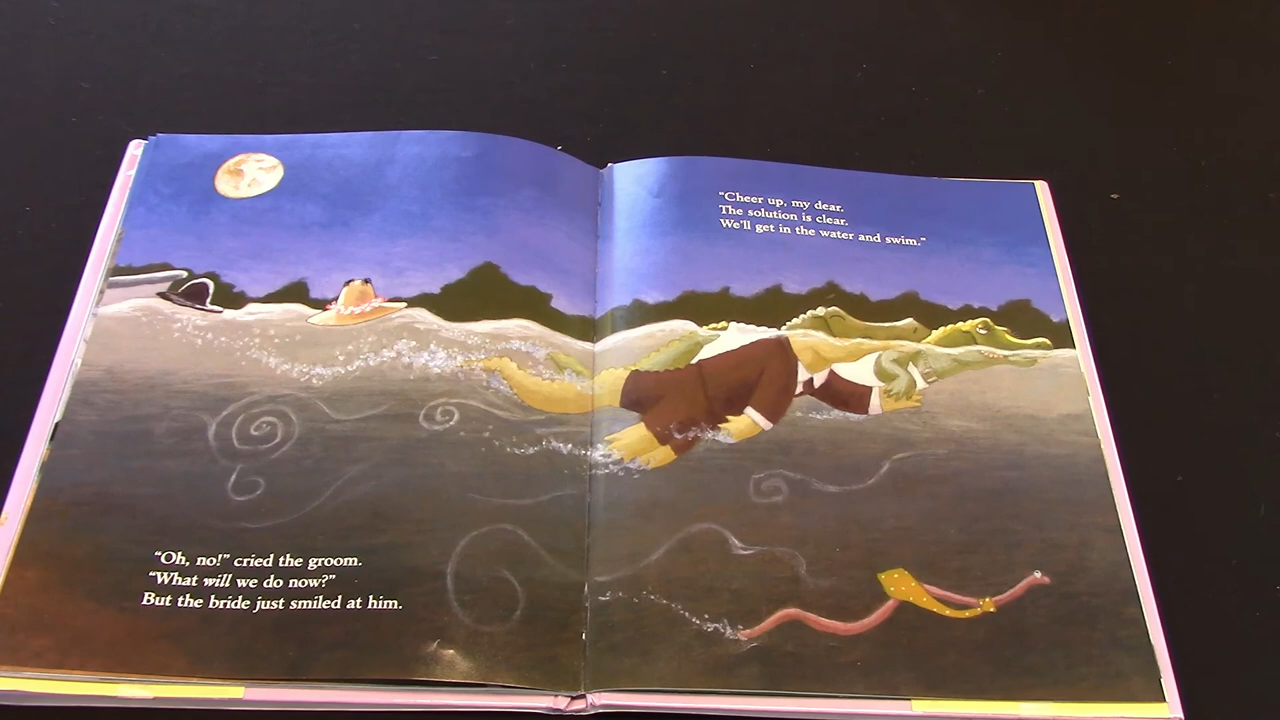 "Oh, no!" cried the groom.
"What will we do now?"
But the bride just smiled at him.
"Cheer up, my dear.
The solution is clear.
We'll get in the water and swim."